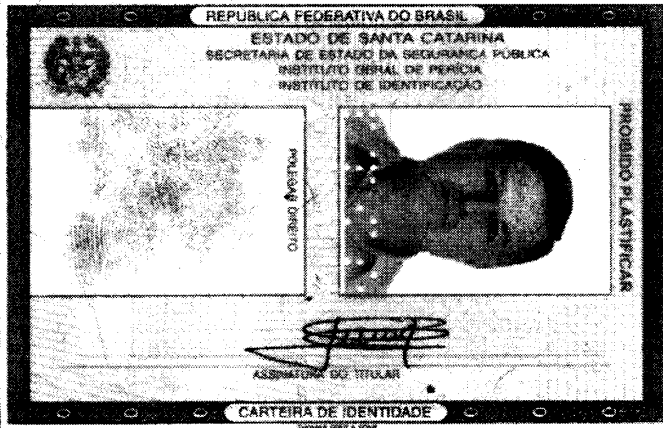 REPÚBLICA FEDERATIVA DO BRASIL
ESTADO DE SANTA CATARINA
SECRETARIA DE ESTADO DA SEGURANÇA PÚBLICA
INSTITUTO GERAL DE PERÍCIA
INSTITUTO DE IDENTIFICAÇÃO
POLEGAR DIREITO
PROIBIDO PLASTIFICAR
ASSINATURA DO TITULAR
CARTEIRA DE IDENTIDADE